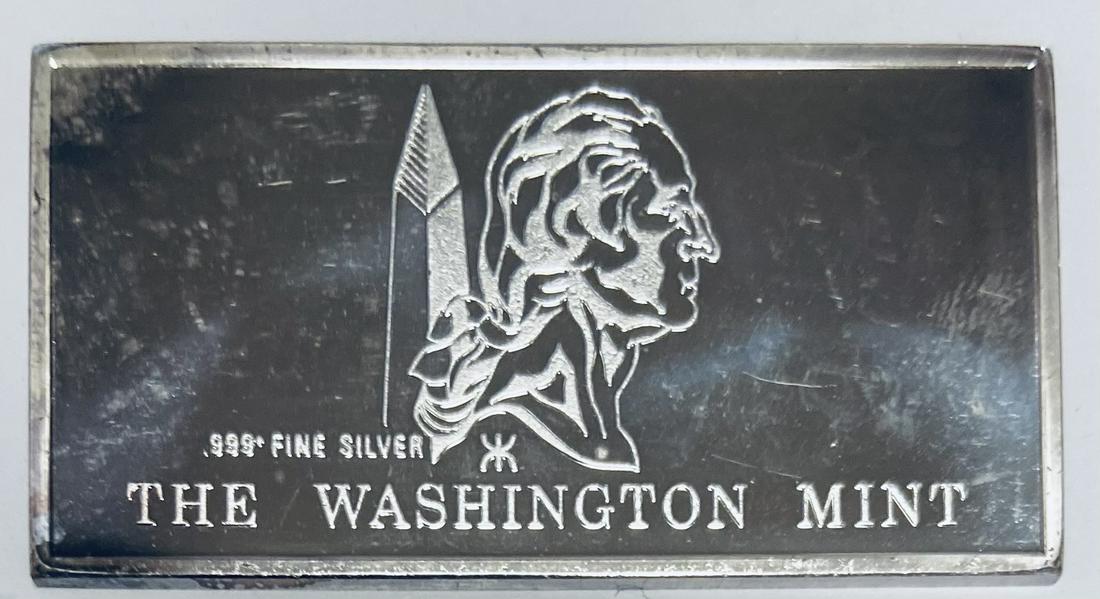 .999+ FINE SILVER
THE WASHINGTON MINT